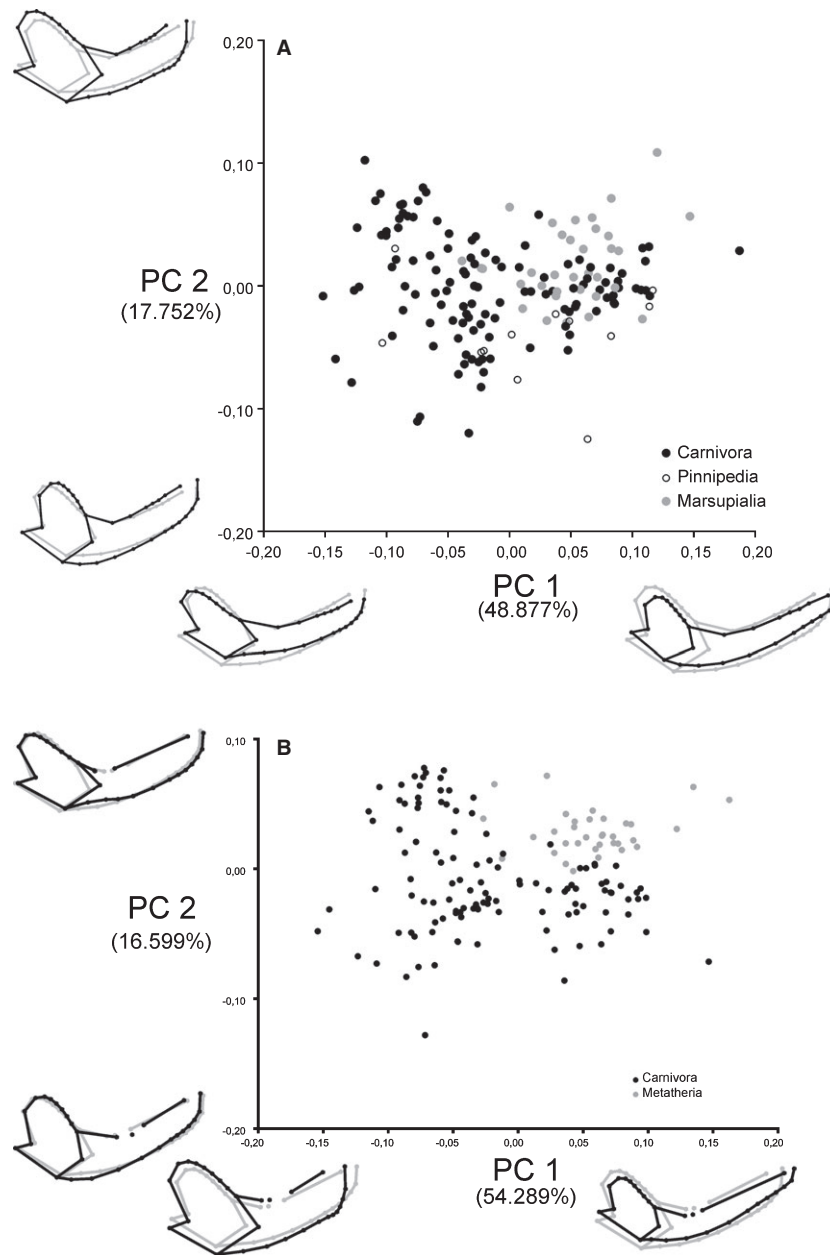 A
0,20
0,10
0,00
-0,10
-0,20
PC 2
(17.752%)
Carnivora
Pinnipedia
Marsupialia
-0,20 -0,15 -0,10 -0,05 0,00 0,05 0,10 0,15 0,20
PC 1
(48.877%)
B
0,10
0,00
-0,10
-0,20
PC 2
(16.599%)
Carnivora
Metatheria
-0,20 -0,15 -0,10 -0,05 0,00 0,05 0,10 0,15 0,20
PC 1
(54.289%)